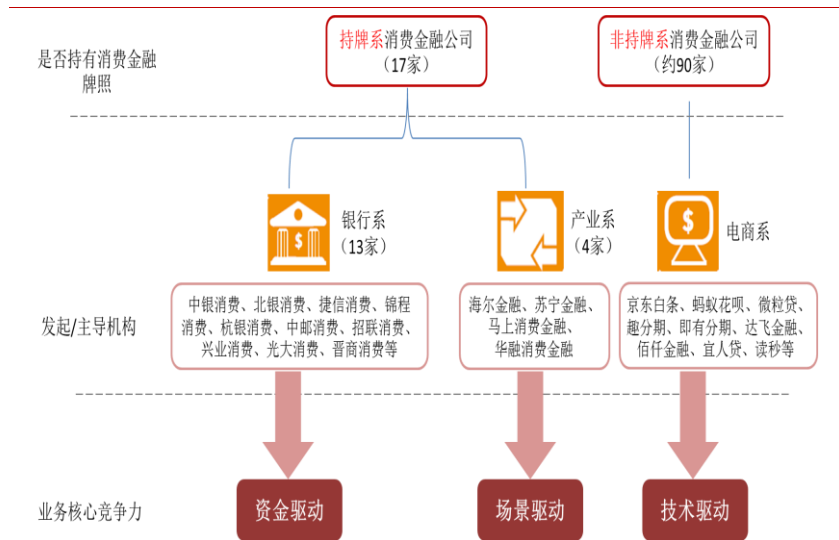 是否持有消费金融
牌照
持牌系消费金融公司
（17家）
非持牌系消费金融公司
（约90家）
银行系
（13家）
产业系
（4家）
电商系
发起/主导机构
中银消费、北银消费、捷信消费、锦程
消费、杭银消费、中邮消费、招联消费、
兴业消费、光大消费、晋商消费等
海尔金融、苏宁金融、
马上消费金融、
华融消费金融
京东白条、蚂蚁花呗、微粒贷、
趣分期、即有分期、达飞金融、
佰仟金融、宜人贷、读秒等
业务核心竞争力
资金驱动
场景驱动
技术驱动